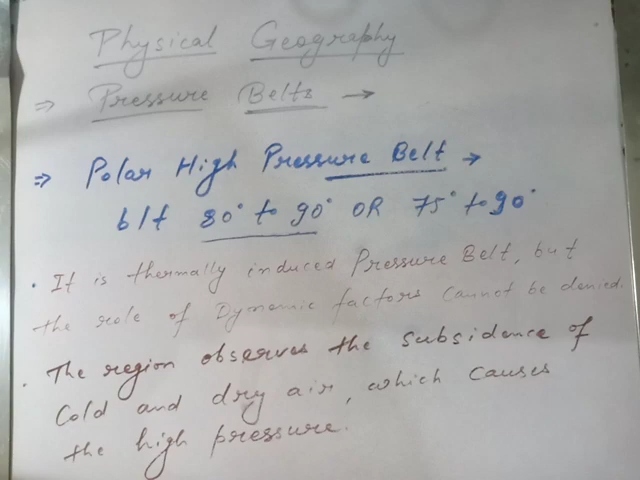 Physical Geography
⇒ Pressure Belts →
⇒ Polar High Pressure Belt →
b/t 80° to 90° OR 75° to 90°
• It is thermally induced Pressure Belt, but
the role of Dynamic factors cannot be denied.
• The region observes the subsidence of
Cold and dry air, which causes
the high pressure.